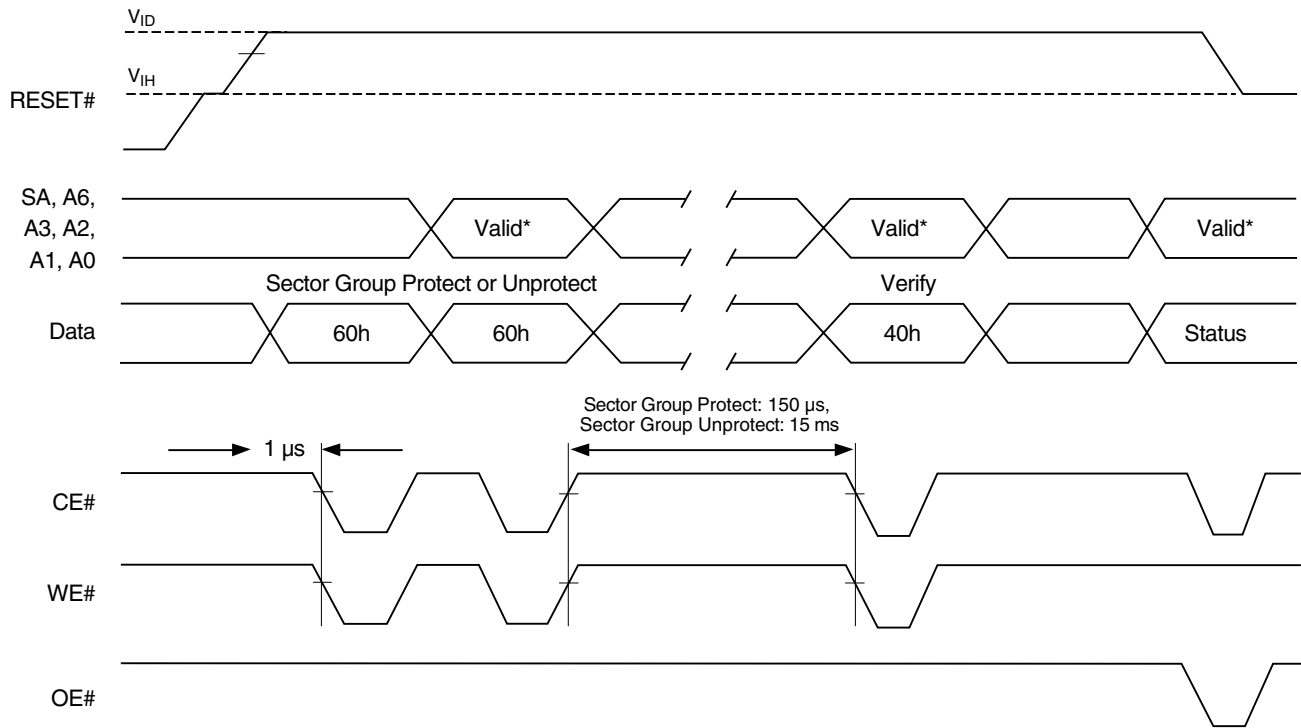 VID
VIH
RESET#
SA, A6,
A3, A2,
A1, A0
Valid*
Valid*
Valid*
Sector Group Protect or Unprotect
Verify
Data
60h
60h
40h
Status
Sector Group Protect: 150 µs,
Sector Group Unprotect: 15 ms
1 µs
CE#
WE#
OE#